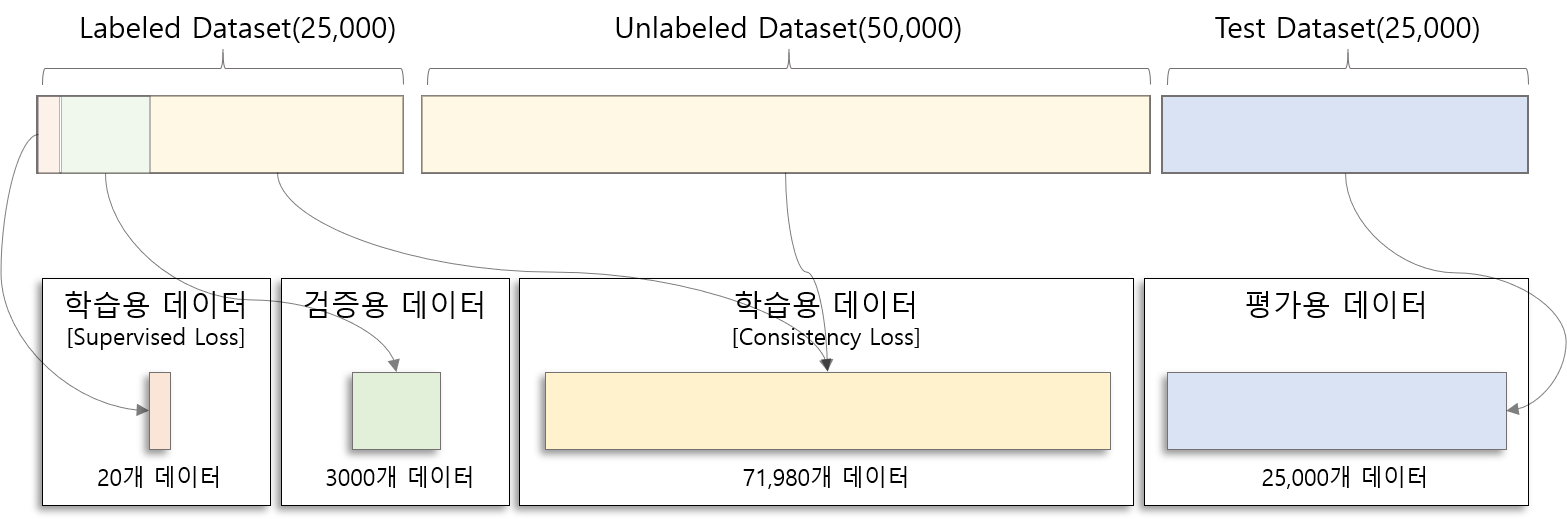 Labeled Dataset(25,000)
Unlabeled Dataset(50,000)
Test Dataset(25,000)
학습용 데이터
[Supervised Loss]
20개 데이터
검증용 데이터
3000개 데이터
학습용 데이터
[Consistency Loss]
71,980개 데이터
평가용 데이터
25,000개 데이터